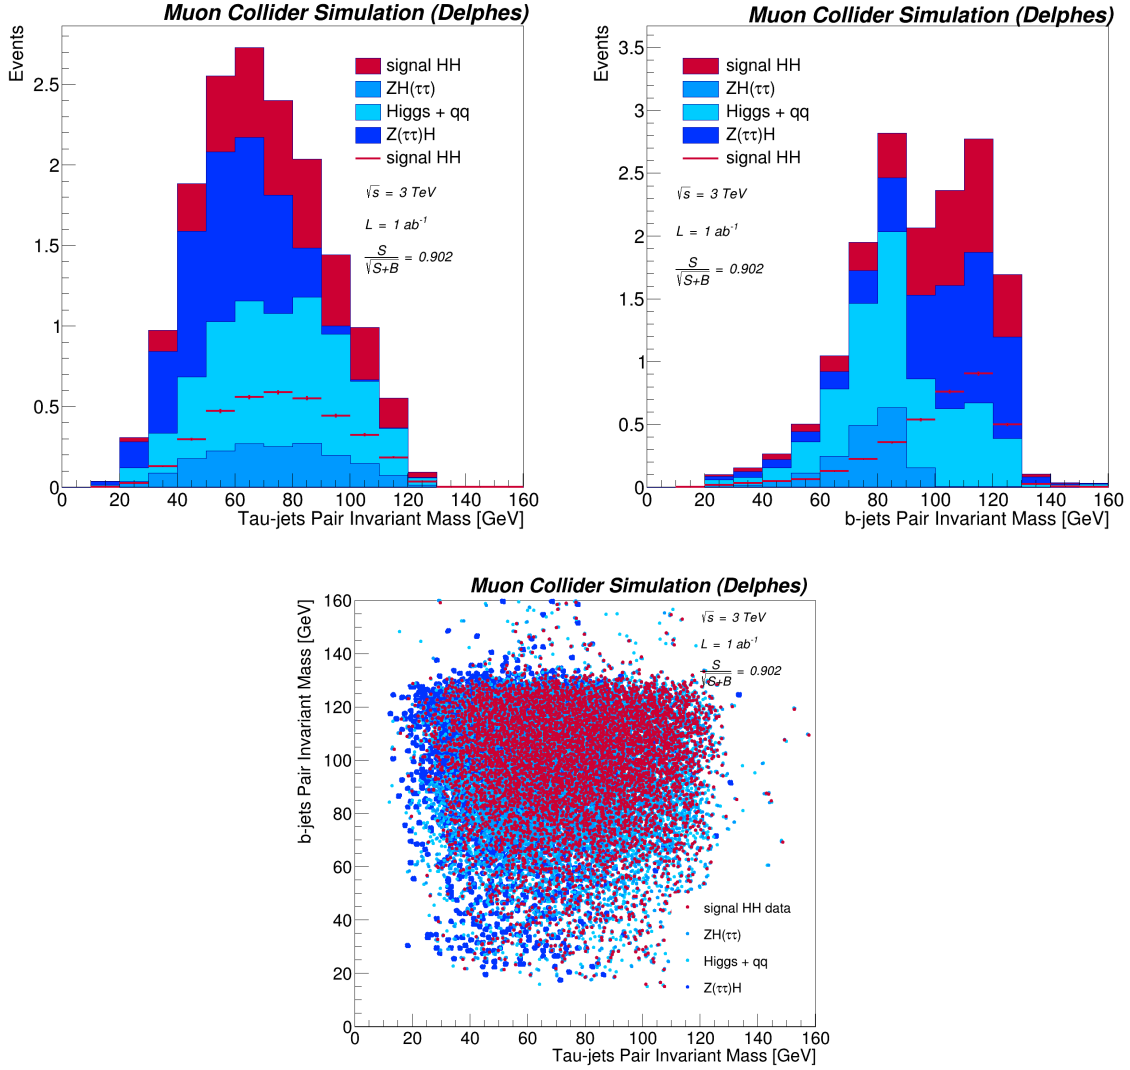 Muon Collider Simulation (Delphes)
Events
signal HH
ZH(ττ)
Higgs + qq
Z(ττ)H
signal HH
√s = 3 TeV
L = 1 ab⁻¹
S
√S+B = 0.902
2.5
2
1.5
1
0.5
0
0 20 40 60 80 100 120 140 160
Tau-jets Pair Invariant Mass [GeV]
Muon Collider Simulation (Delphes)
Events
signal HH
ZH(ττ)
Higgs + qq
Z(ττ)H
signal HH
√s = 3 TeV
L = 1 ab⁻¹
S
√S+B = 0.902
3.5
3
2.5
2
1.5
1
0.5
0
0 20 40 60 80 100 120 140 160
b-jets Pair Invariant Mass [GeV]
Muon Collider Simulation (Delphes)
b-jets Pair Invariant Mass [GeV]
√s = 3 TeV
L = 1 ab⁻¹
S
√S+B = 0.902
160
140
120
100
80
60
40
20
0
signal HH data
ZH(ττ)
Higgs + qq
Z(ττ)H
0 20 40 60 80 100 120 140 160
Tau-jets Pair Invariant Mass [GeV]